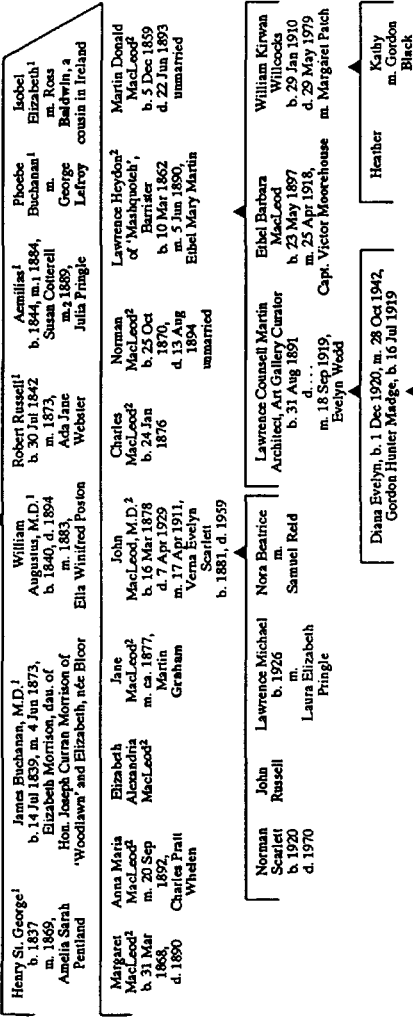 Henry St. George¹
b. 1837
m. 1869,
Amelia Sarah
Pentland
James Buchanan, M.D.¹
b. 14 Jul 1839, m. 4 Jun 1873,
Elizabeth Morrison, dau. of
Hon. Joseph Curran Morrison of
'Woodlawn' and Elizabeth, née Bloor
William
Augustus, M.D.¹
b. 1840, d. 1894
m. 1883,
Ella Winifred Poston
Robert Russell¹
b. 30 Jul 1842
m. 1873,
Ada Jane
Webster
Aemilias¹
b. 1844, m.1 1884,
Susan Cotterell
m.2 1889,
Julia Pringle
Phoebe
Buchanan¹
m.
George
Lefroy
Isobel
Elizabeth¹
m. Ross
Baldwin, a
cousin in Ireland
Margaret
MacLeod²
b. 31 Mar
1868,
d. 1890
Anna Maria
MacLeod²
m. 20 Sep
1892,
Charles Pratt
Whelen
Elizabeth
Alexandria
MacLeod²
Jane
MacLeod²
m. ca. 1877,
Martin
Graham
John
MacLeod, M.D.²
b. 16 Mar 1878
d. 7 Apr 1929
m. 17 Apr 1911,
Verna Evelyn
Scarlett
b. 1881, d. 1959
Charles
MacLeod²
b. 24 Jan
1876
Norman
MacLeod²
b. 25 Oct
1870,
d. 13 Aug
1894
unmarried
Lawrence Heydon²
of 'Mashquoteh',
Barrister
b. 10 Mar 1862
m. 5 Jun 1890,
Ethel Mary Martin
Martin Donald
MacLeod²
b. 5 Dec 1859
d. 22 Jun 1893
unmarried
Norman
Scarlett
b. 1920
d. 1970
John
Russell
Lawrence Michael
b. 1926
m.
Laura Elizabeth
Pringle
Nora Beatrice
m.
Samuel Reid
Lawrence Counsell Martin
Architect, Art Gallery Curator
b. 31 Aug 1891
d. . . .
m. 18 Sep 1919,
Evelyn Wedd
Ethel Barbara
MacLeod
b. 23 May 1897
m. 25 Apr 1918,
Capt. Victor Moorehouse
William Kirwan
Willcocks
b. 29 Jan 1910
d. 29 May 1979
m. Margaret Patch
Diana Evelyn, b. 1 Dec 1920, m. 28 Oct 1942,
Gordon Hunter Madge, b. 16 Jul 1919
Heather
Kathy
m. Gordon
Black